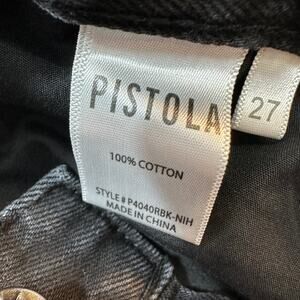 PISTOLA
27
100% COTTON
STYLE # P4040RBK-NIH
MADE IN CHINA